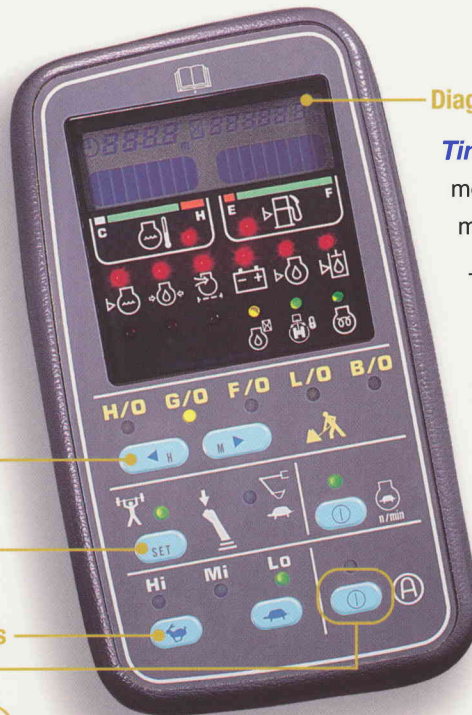 Diag
Tir
m
m
C H E F
H/O G/O F/O L/O B/O
H M
SET
n/min
Hi Mi Lo
A
s